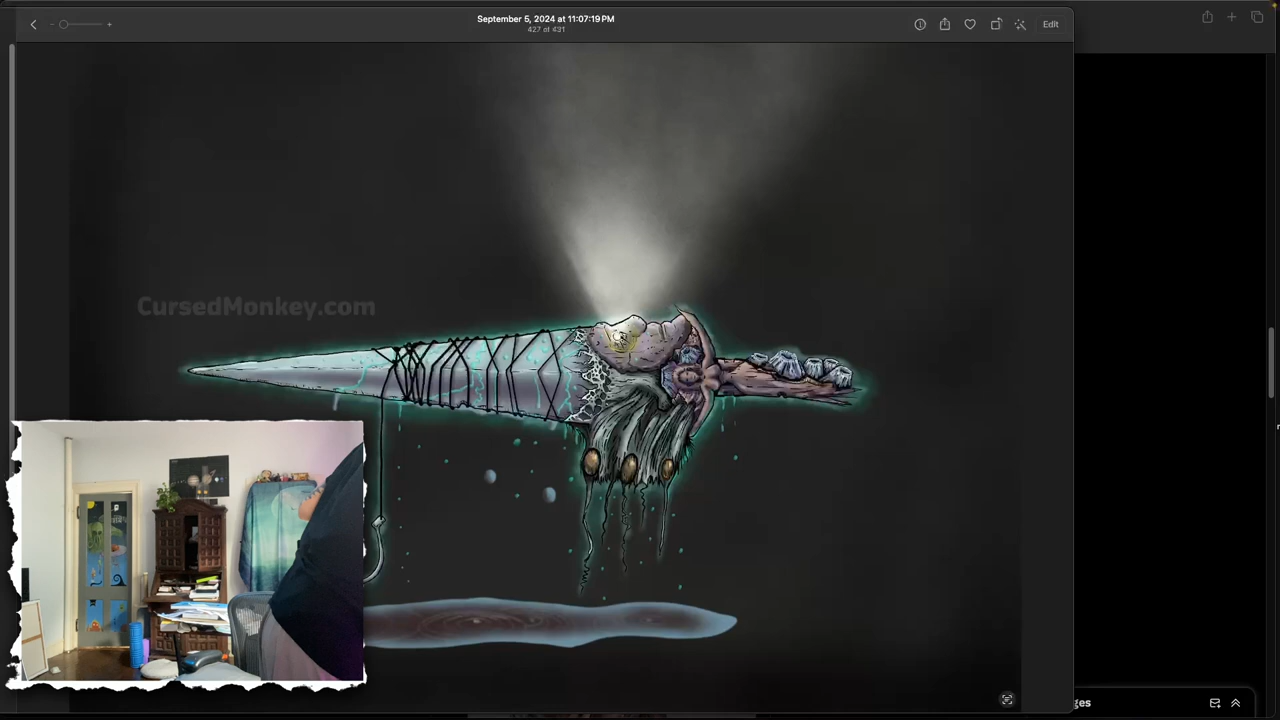 September 5, 2024 at 11:07:19 PM
427 of 431
Edit
CursedMonkey.com
ges